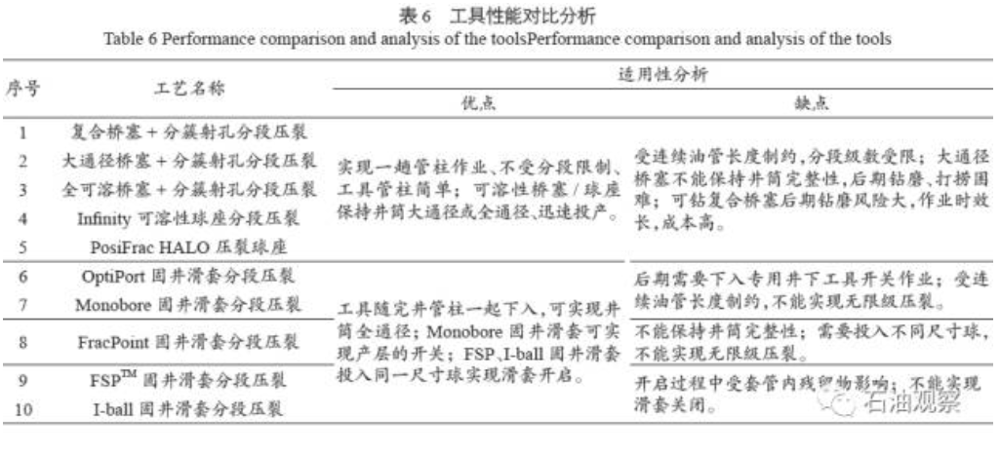 表 6 工具性能对比分析
Table 6 Performance comparison and analysis of the toolsPerformance comparison and analysis of the tools
序号 工艺名称 适用性分析
优点 缺点
1 复合桥塞 + 分簇射孔分段压裂
2 大通径桥塞 + 分簇射孔分段压裂
3 全可溶桥塞 + 分簇射孔分段压裂
4 Infinity 可溶性球座分段压裂
5 PosiFrac HALO 压裂球座
实现一趟管柱作业、不受分段限制、
工具管柱简单；可溶性桥塞 / 球座
保持井筒大通径或全通径、迅速投产。
受连续油管长度制约，分段级数受限；大通径
桥塞不能保持井筒完整性，后期钻磨、打捞困
难；可钻复合桥塞后期钻磨风险大，作业时效
长，成本高。
6 OptiPort 固井滑套分段压裂
7 Monobore 固井滑套分段压裂
8 FracPoint 固井滑套分段压裂
9 FSP™ 固井滑套分段压裂
10 I-ball 固井滑套分段压裂
工具随完井管柱一起下入，可实现井
筒全通径；Monobore 固井滑套可实
现产层的开关；FSP、I-ball 固井滑套
投入同一尺寸球实现滑套开启。
后期需要下入专用井下工具开关作业；受连
续油管长度制约，不能实现无限级压裂。
不能保持井筒完整性；需要投入不同尺寸球，
不能实现无限级压裂。
开启过程中受套管内残留物影响；不能实现
滑套关闭。
石油观察